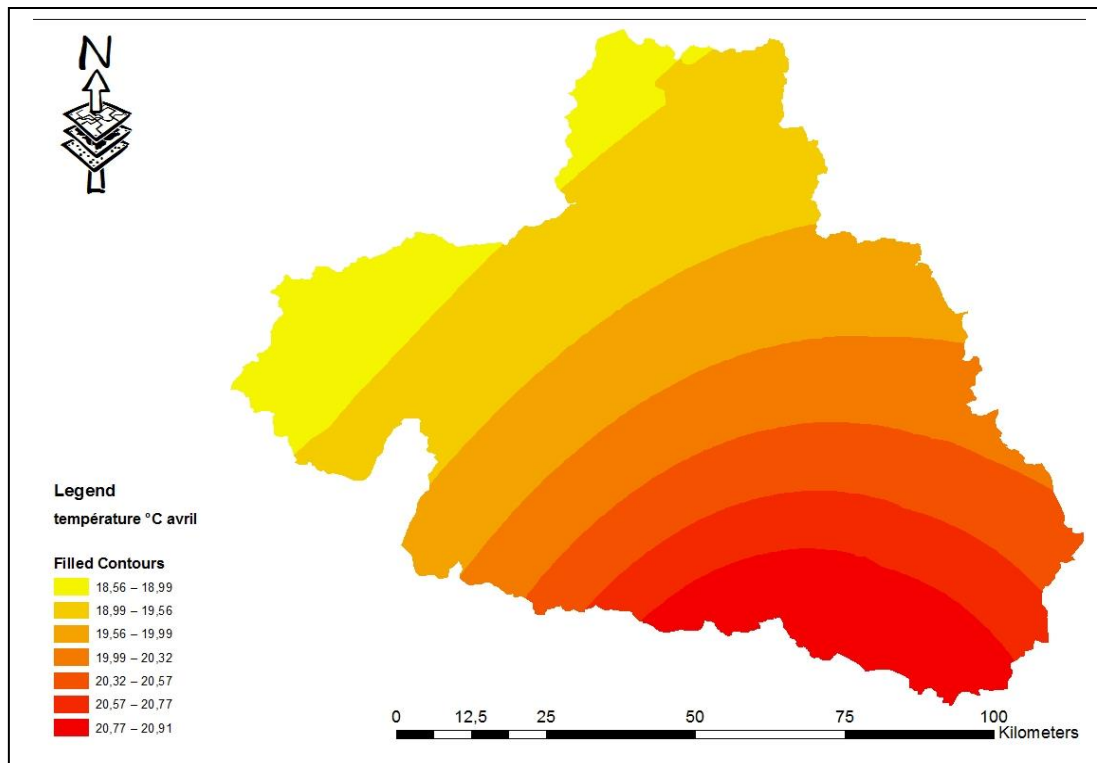 N
Legend
température °C avril
Filled Contours
18,56 – 18,99
18,99 – 19,56
19,56 – 19,99
19,99 – 20,32
20,32 – 20,57
20,57 – 20,77
20,77 – 20,91
0 12,5 25 50 75 100
Kilometers